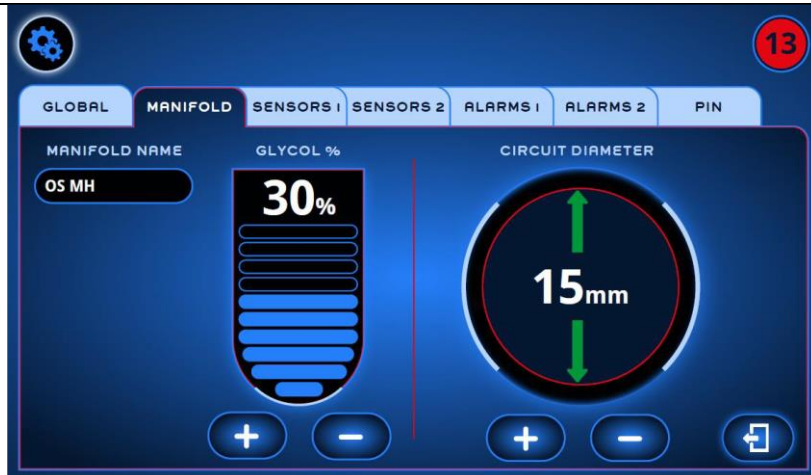 13
GLOBAL
MANIFOLD
SENSORS 1
SENSORS 2
ALARMS 1
ALARMS 2
PIN
MANIFOLD NAME
GLYCOL %
CIRCUIT DIAMETER
OS MH
30%
15mm
+
−
+
−